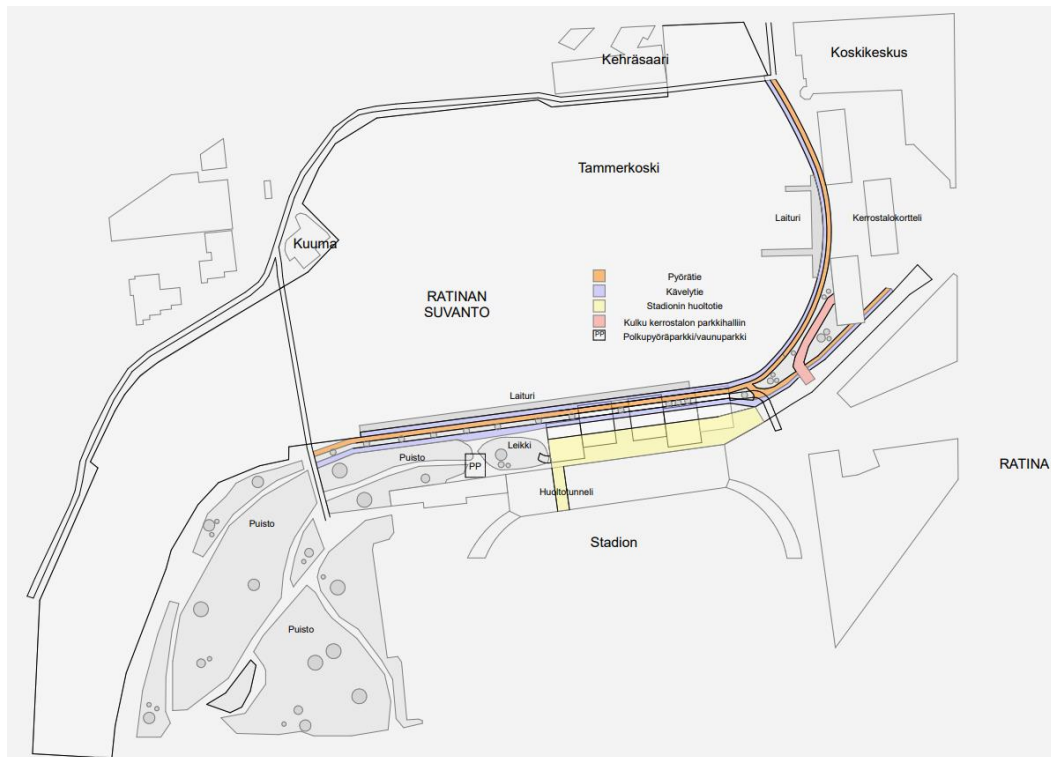 Kehräsaari
Koskikeskus
Tammerkoski
Laituri
Kerrostalokortteli
Kuuma
RATINAN
SUVANTO
Pyörätie
Kävelytie
Stadionin huoltotie
Kulku kerrostalon parkkihalliin
PP
Polkupyöräparkki/vaunuparkki
Laituri
Leikki
Puisto
PP
RATINA
Huoltotunneli
Puisto
Stadion
Puisto